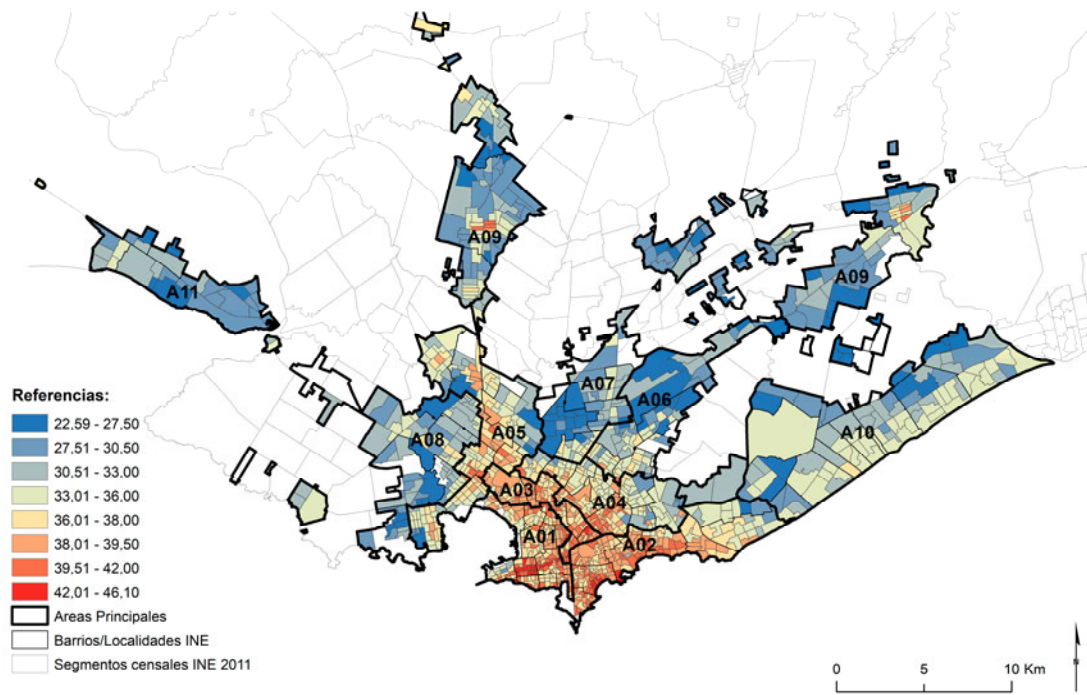 A09
A11
A09
A07
A06
A10
A08
A05
A03
A04
A01
A02
Referencias:
22.59 - 27.50
27,51 - 30,50
30,51 - 33,00
33,01 - 36,00
36,01 - 38,00
38,01 - 39,50
39,51 - 42,00
42,01 - 46,10
Areas Principales
Barrios/Localidades INE
Segmentos censales INE 2011
0 5 10 Km
N